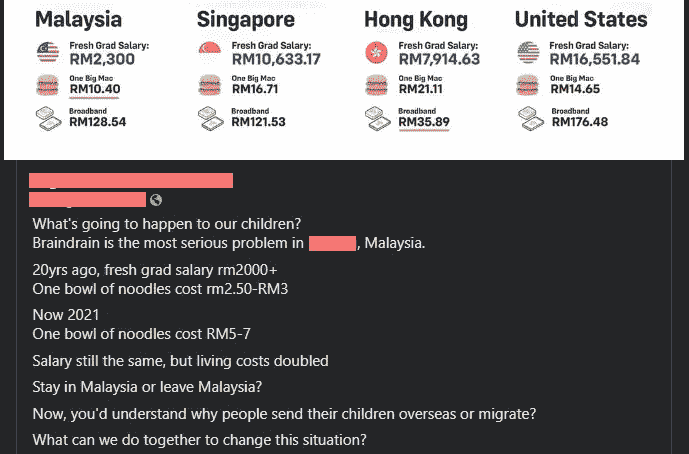 Malaysia
Fresh Grad Salary:
RM2,300
One Big Mac
RM10.40
Broadband
RM128.54
Singapore
Fresh Grad Salary:
RM10,633.17
One Big Mac
RM16.71
Broadband
RM121.53
Hong Kong
Fresh Grad Salary:
RM7,914.63
One Big Mac
RM21.11
Broadband
RM35.89
United States
Fresh Grad Salary:
RM16,551.84
One Big Mac
RM14.65
Broadband
RM176.48
What's going to happen to our children?
Braindrain is the most serious problem in , Malaysia.
20yrs ago, fresh grad salary rm2000+
One bowl of noodles cost rm2.50-RM3
Now 2021
One bowl of noodles cost RM5-7
Salary still the same, but living costs doubled
Stay in Malaysia or leave Malaysia?
Now, you'd understand why people send their children overseas or migrate?
What can we do together to change this situation?